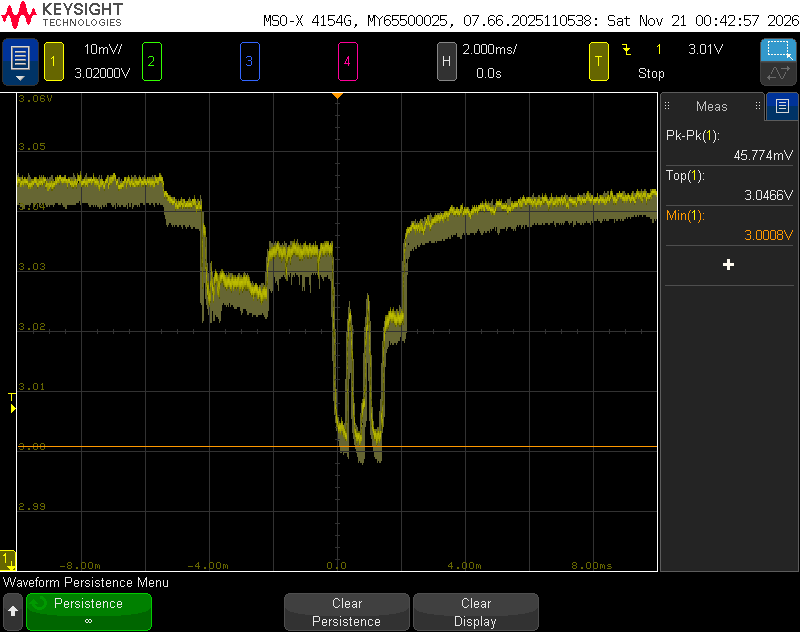 KEYSIGHT
TECHNOLOGIES
MSO-X 4154G, MY65500025, 07.66.2025110538: Sat Nov 21 00:42:57 2026
1
10mV/
3.02000V
2
3
4
H
2.000ms/
0.0s
T
1
3.01V
Stop
3.06V
3.05
3.03
3.02
3.01
3.00
2.99
T
1
-8.00m
-4.00m
0.0
4.00m
8.00ms
Meas
Pk-Pk(1):
45.774mV
Top(1):
3.0466V
Min(1):
3.0008V
+
Waveform Persistence Menu
Persistence
∞
Clear
Persistence
Clear
Display